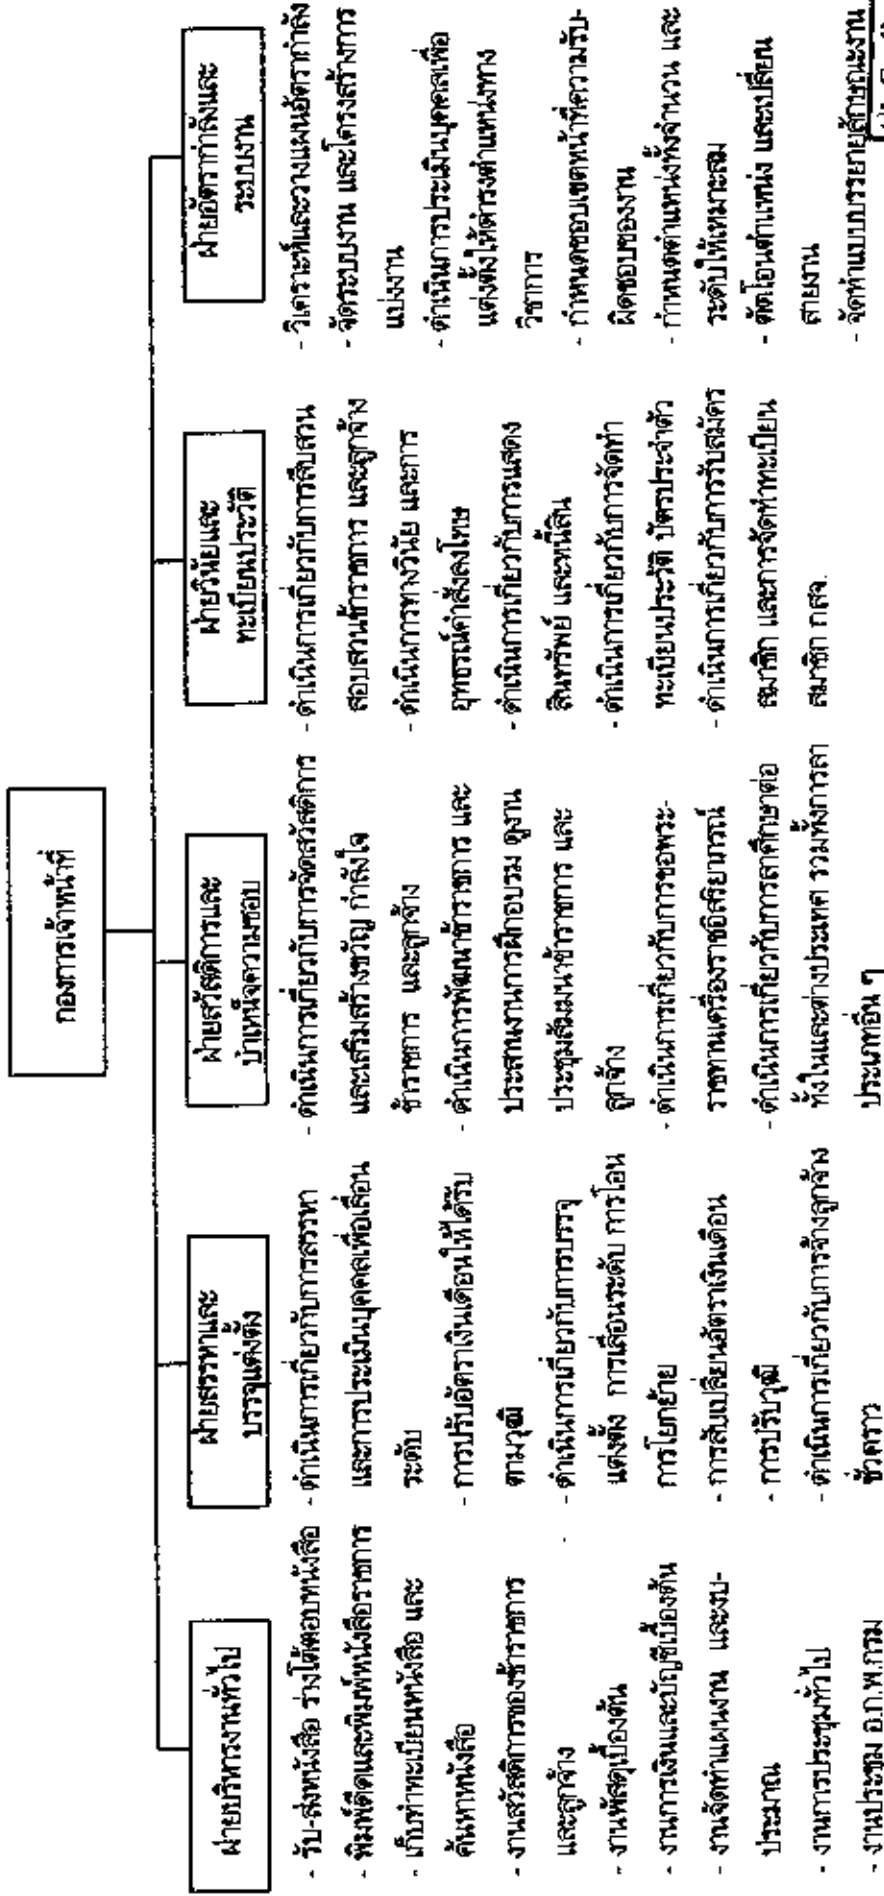 กองการเจ้าหน้าที่
ฝ่ายบริหารงานทั่วไป
- รับ-ส่งหนังสือ ร่างโต้ตอบหนังสือ
- พิมพ์ดีดและพิมพ์หนังสือราชการ
- เก็บทำทะเบียนหนังสือ และ
ค้นหาหนังสือ
- งานสวัสดิการของข้าราชการ
และลูกจ้าง
- งานพัสดุเบื้องต้น
- งานการเงินและบัญชีเบื้องต้น
- งานจัดทำแผนงาน และงบ-
ประมาณ
- งานการประชุมทั่วไป
- งานประชุม อ.ก.พ.กรม
ฝ่ายสรรหาและ
บรรจุแต่งตั้ง
- ดำเนินการเกี่ยวกับการสรรหา
และการประเมินบุคคลเพื่อเลื่อน
ระดับ
- การปรับอัตราเงินเดือนให้ได้รับ
ตามวุฒิ
- ดำเนินการเกี่ยวกับการบรรจุ
แต่งตั้ง การเลื่อนระดับ การโอน
การโยกย้าย
- การสับเปลี่ยนอัตราเงินเดือน
- การปรับวุฒิ
- ดำเนินการเกี่ยวกับการจ้างลูกจ้าง
ชั่วคราว
ฝ่ายสวัสดิการและ
บำเหน็จความชอบ
- ดำเนินการเกี่ยวกับการจัดสวัสดิการ
และเสริมสร้างขวัญ กำลังใจ
ข้าราชการ และลูกจ้าง
- ดำเนินการพัฒนาข้าราชการ และ
ประสานงานการฝึกอบรม ดูงาน
ประชุมสัมมนาข้าราชการ และ
ลูกจ้าง
- ดำเนินการเกี่ยวกับการขอพระ-
ราชทานเครื่องราชอิสริยาภรณ์
- ดำเนินการเกี่ยวกับการลาศึกษาต่อ
ทั้งในและต่างประเทศ รวมทั้งการลา
ประเภทอื่น ๆ
ฝ่ายวินัยและ
ทะเบียนประวัติ
- ดำเนินการเกี่ยวกับการสืบสวน
สอบสวนข้าราชการ และลูกจ้าง
- ดำเนินการทางวินัย และการ
อุทธรณ์คำสั่งลงโทษ
- ดำเนินการเกี่ยวกับการแสดง
สินทรัพย์ และหนี้สิน
- ดำเนินการเกี่ยวกับการจัดทำ
ทะเบียนประวัติ บัตรประจำตัว
- ดำเนินการเกี่ยวกับการรับสมัคร
สมาชิก และการจัดทำทะเบียน
สมาชิก กสจ.
ฝ่ายอัตรากำลังและ
ระบบงาน
- วิเคราะห์และวางแผนอัตรากำลัง
- จัดระบบงาน และโครงสร้างการ
แบ่งงาน
- ดำเนินการประเมินบุคคลเพื่อ
แต่งตั้งให้ดำรงตำแหน่งทาง
วิชาการ
- กำหนดขอบเขตหน้าที่ความรับ-
ผิดชอบของงาน
- กำหนดตำแหน่งทั้งจำนวน และ
ระดับให้เหมาะสม
- ตัดโอนตำแหน่ง และเปลี่ยน
สายงาน
- จัดทำแบบบรรยายลักษณะงาน